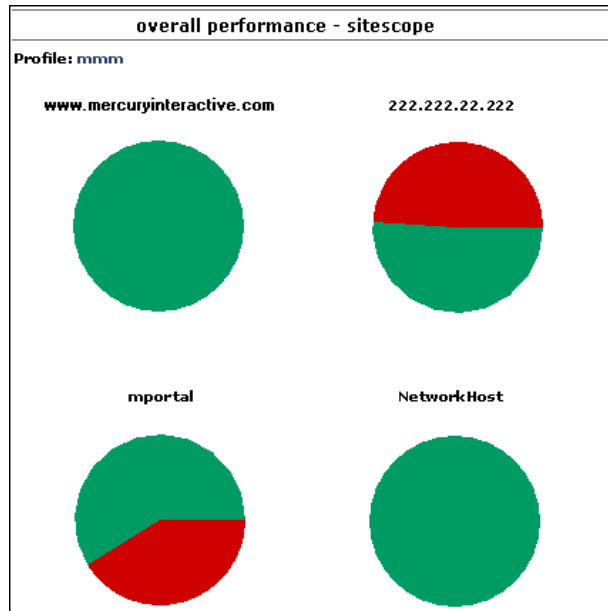 overall performance - sitescope
Profile: mmm
www.mercuryinteractive.com
222.222.22.222
mportal
NetworkHost